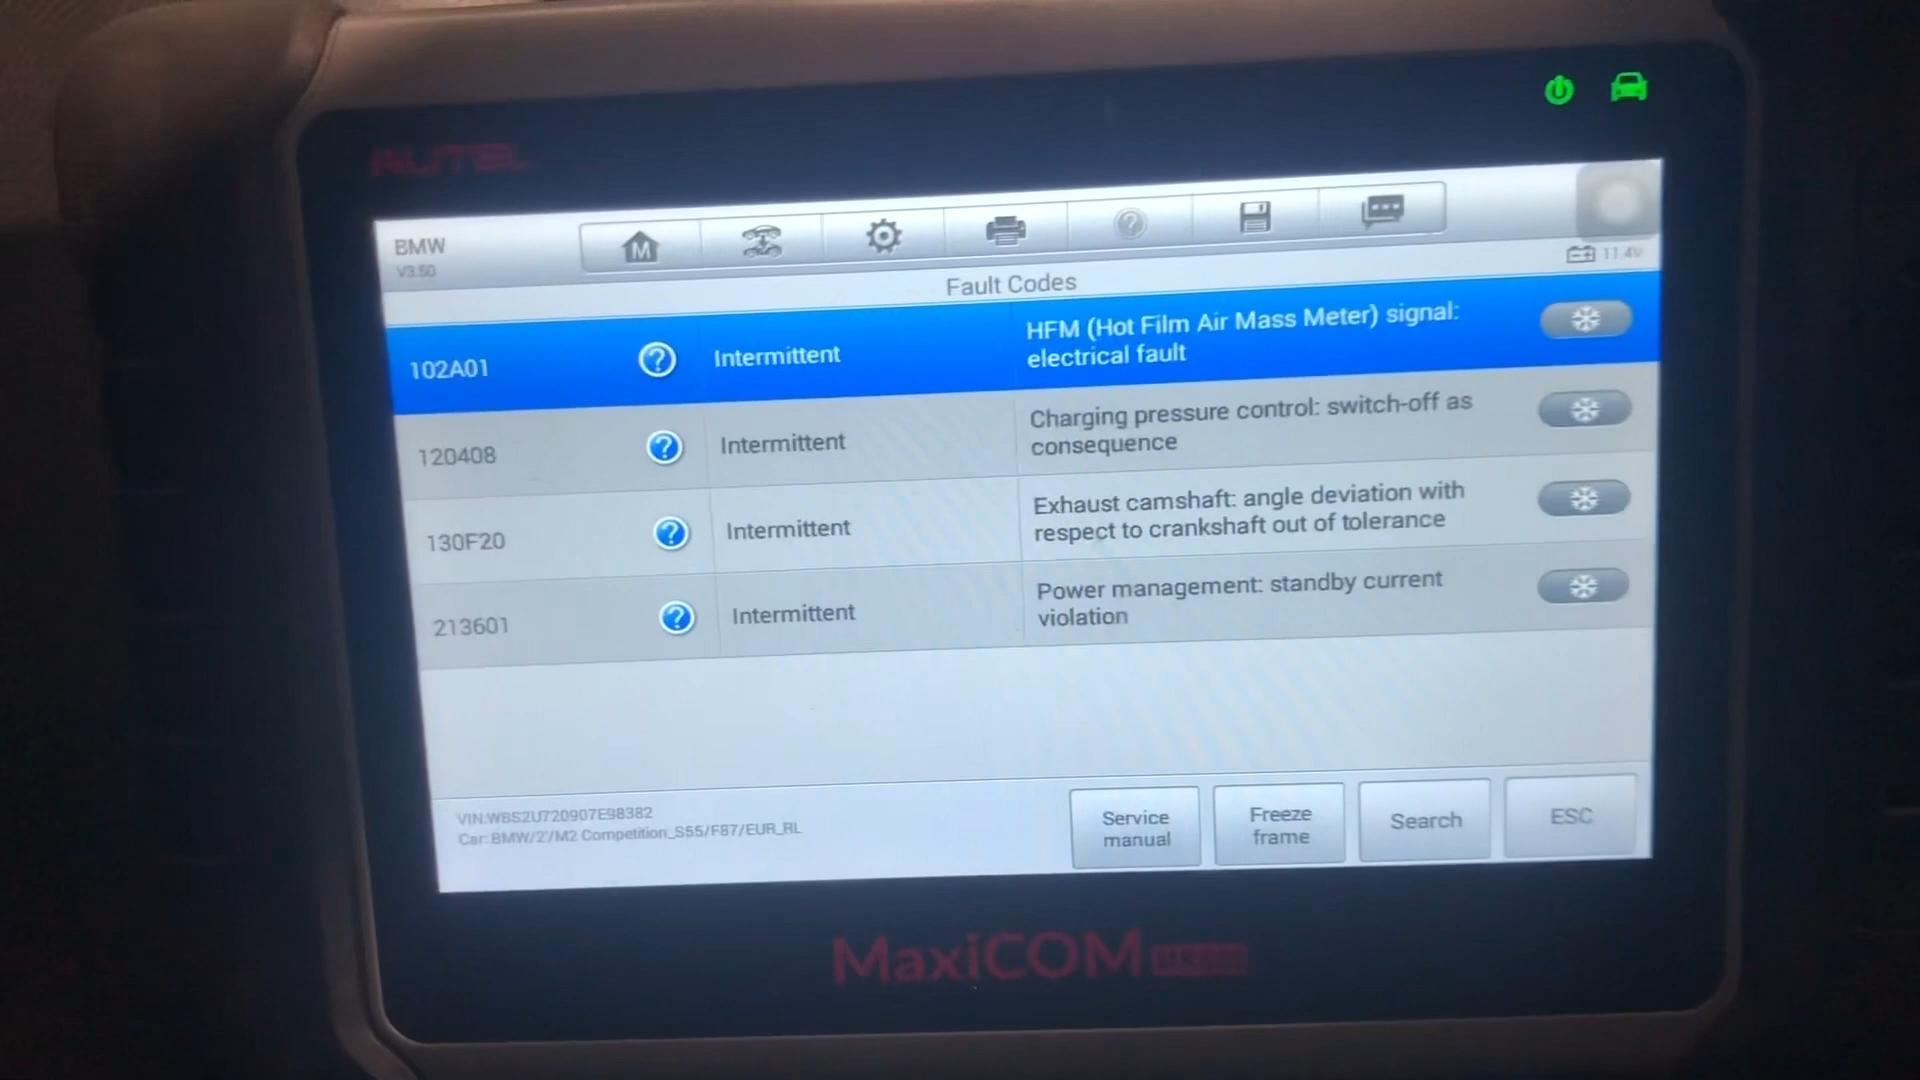 AUTEL
M
BMW
V3.50
11.4V
Fault Codes
102A01 ? Intermittent HFM (Hot Film Air Mass Meter) signal:
electrical fault
120408 ? Intermittent Charging pressure control: switch-off as
consequence
130F20 ? Intermittent Exhaust camshaft: angle deviation with
respect to crankshaft out of tolerance
213601 ? Intermittent Power management: standby current
violation
VIN:WBS2U720907E98382
Car:BMW/2'/M2 Competition_S55/F87/EUR_RL
Service
manual
Freeze
frame
Search
ESC
MaxiCOM